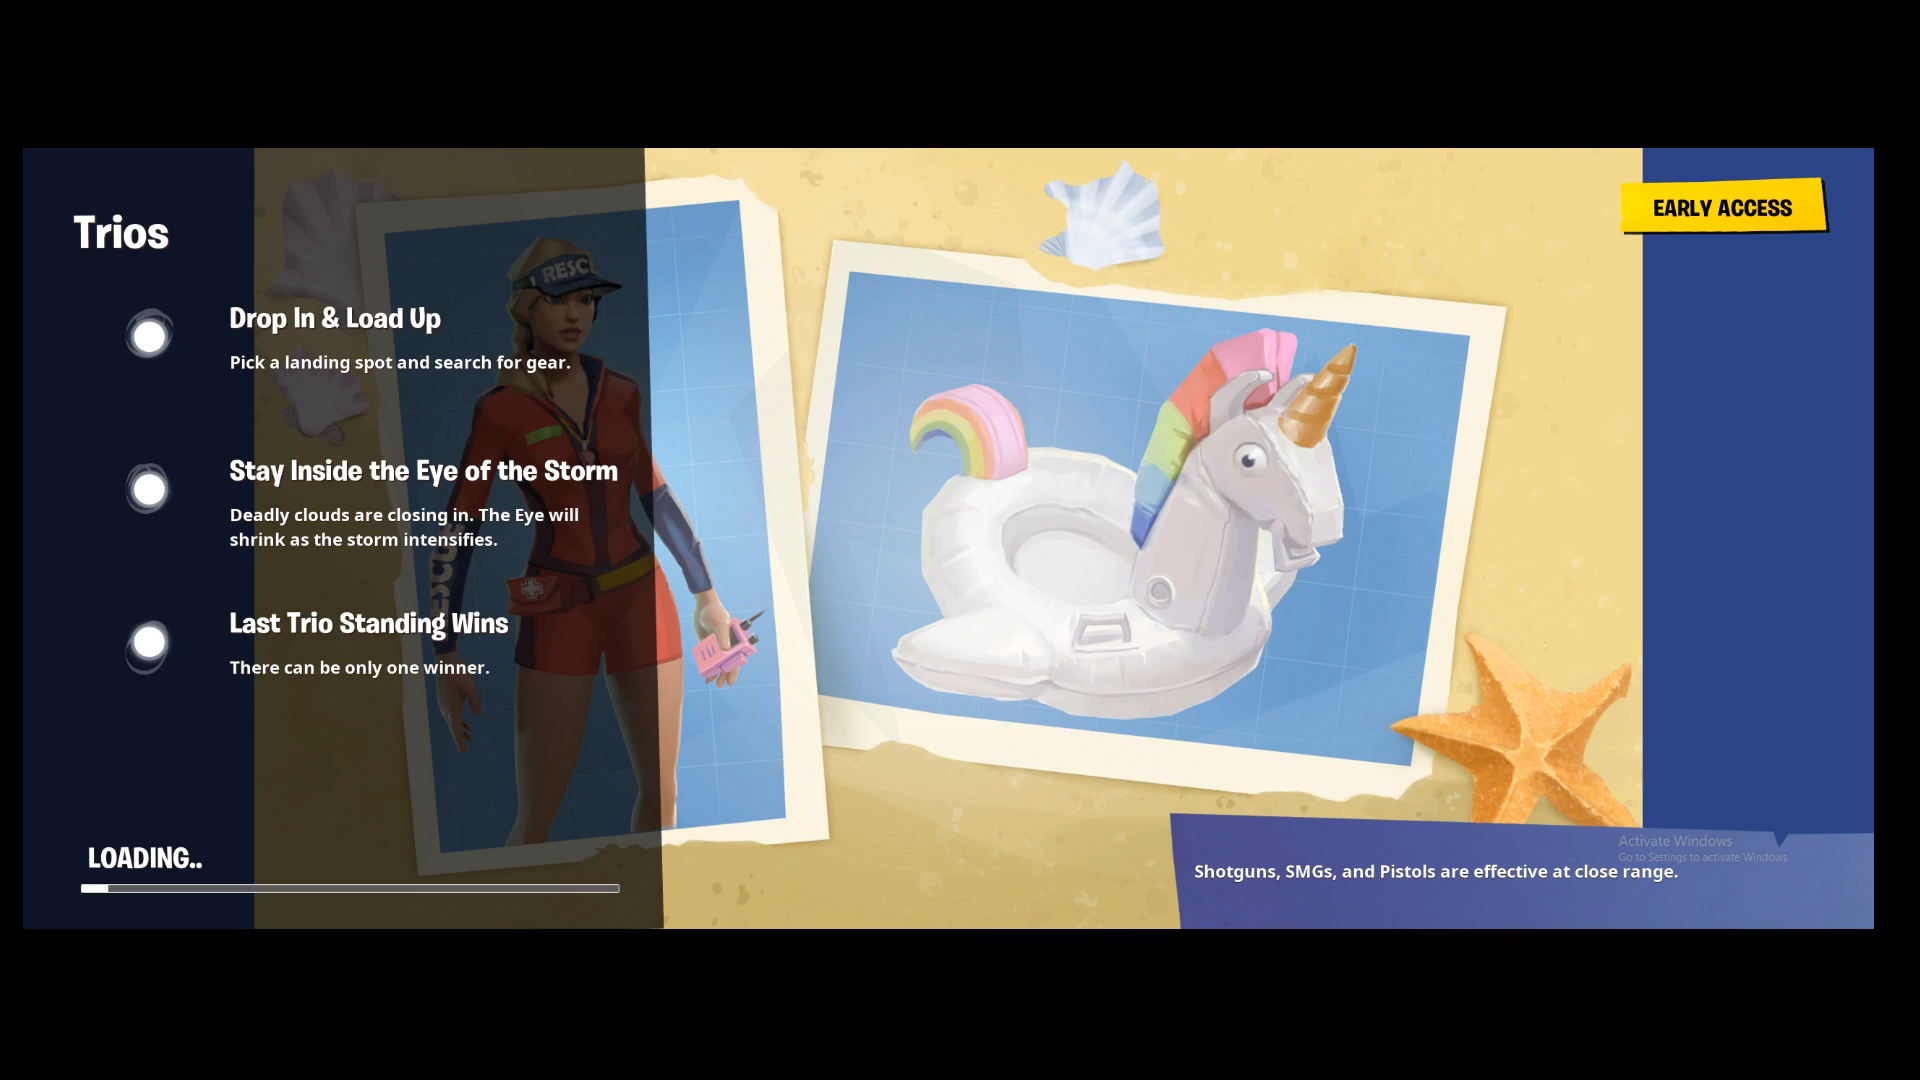 Trios
EARLY ACCESS
RESC
Drop In & Load Up
Pick a landing spot and search for gear.
Stay Inside the Eye of the Storm
Deadly clouds are closing in. The Eye will
shrink as the storm intensifies.
RESCU
Last Trio Standing Wins
There can be only one winner.
LOADING..
Activate Windows
Go to Settings to activate Windows.
Shotguns, SMGs, and Pistols are effective at close range.